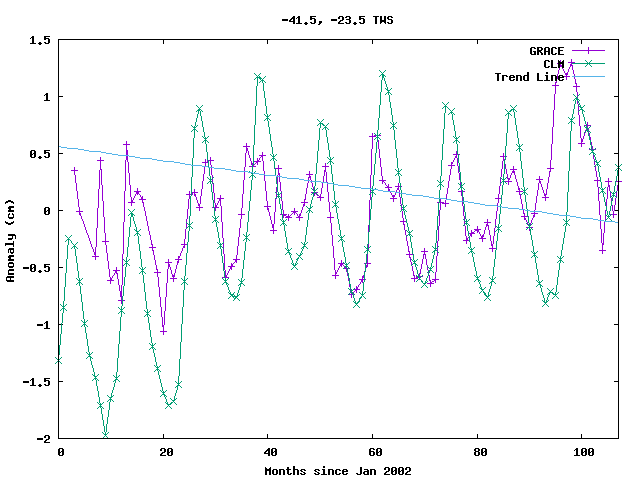 -41.5, -23.5 TWS
GRACE
CLM
Trend Line
1.5
1
0.5
0
-0.5
-1
-1.5
-2
Anomaly (cm)
0 20 40 60 80 100
Months since Jan 2002